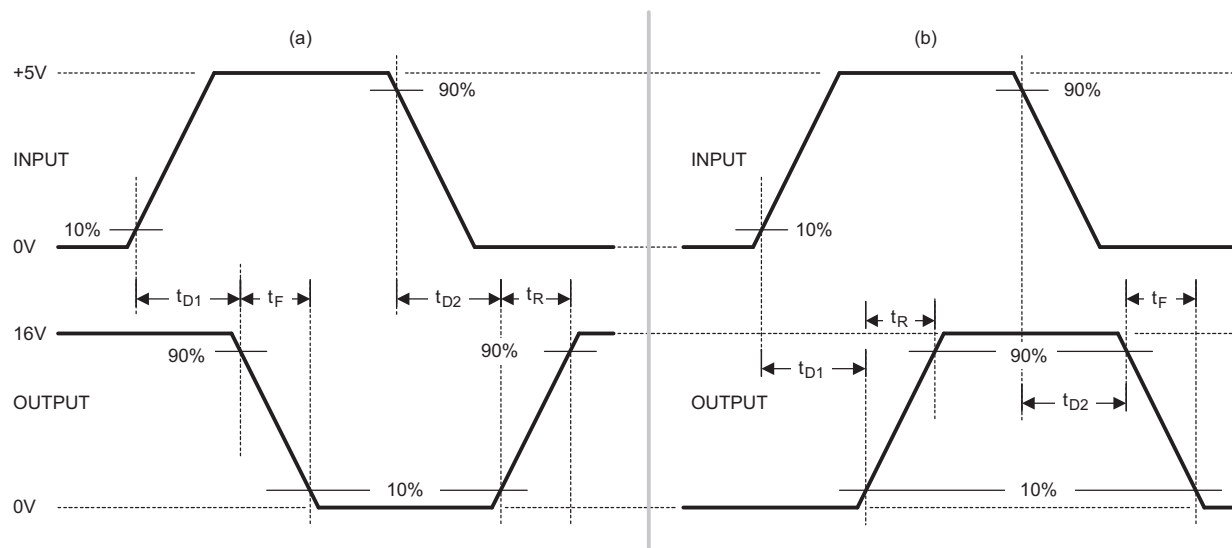 (a)
+5V
90%
INPUT
10%
0V
tD1
tF
tD2
tR
16V
90%
90%
OUTPUT
10%
0V
(b)
90%
INPUT
10%
tR
tF
90%
tD1
OUTPUT
tD2
10%